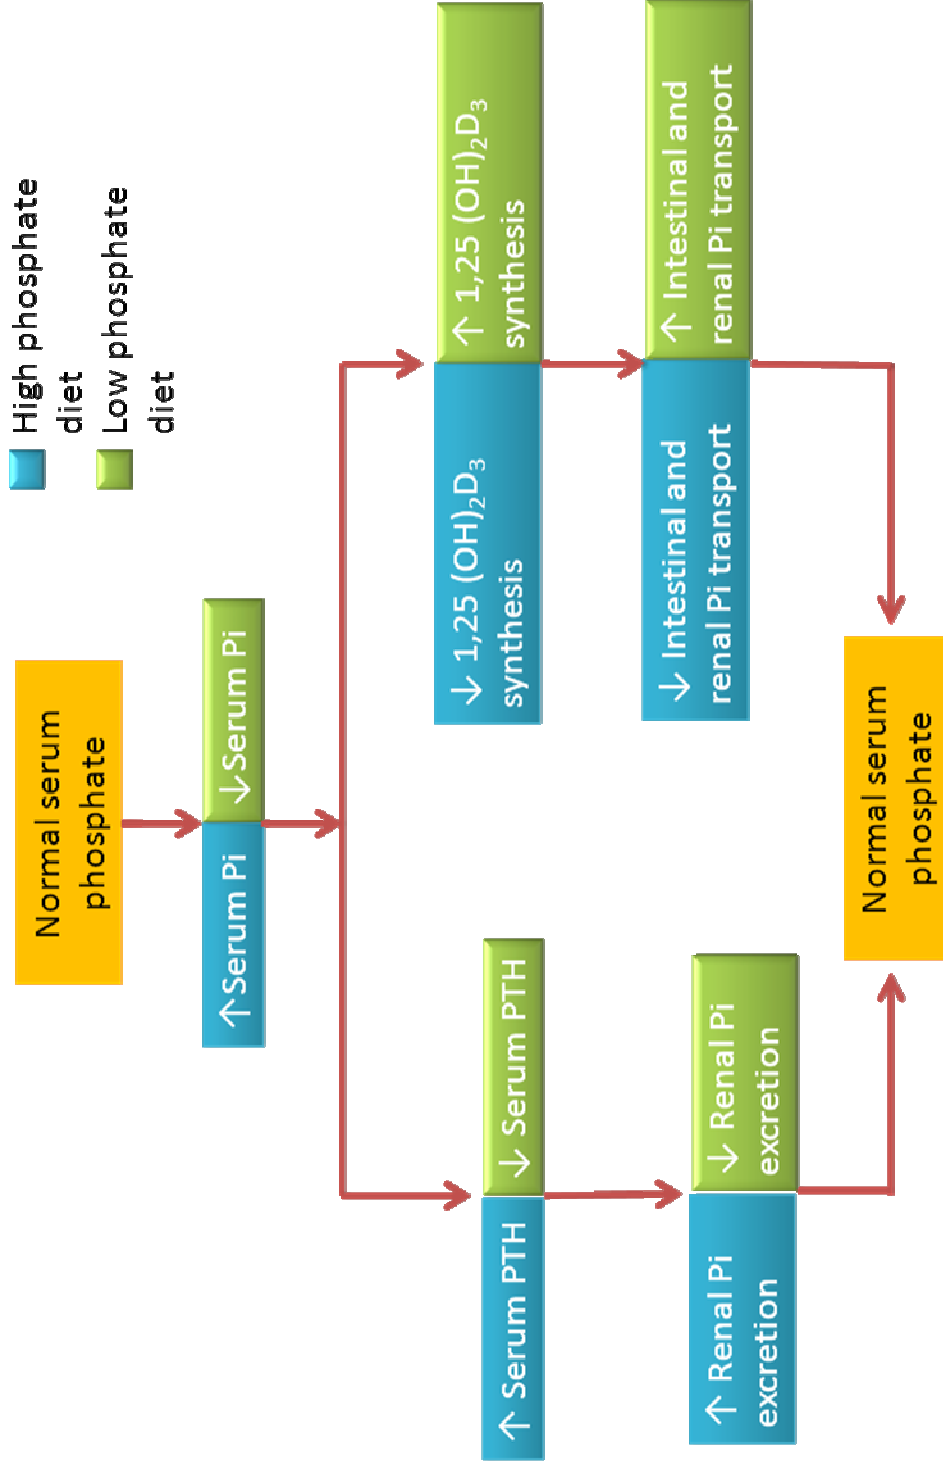 High phosphate
diet
Low phosphate
diet
Normal serum
phosphate
↑Serum Pi
↓Serum Pi
↑ Serum PTH
↓ Serum PTH
↓ 1,25 (OH)₂D₃
synthesis
↑ 1,25 (OH)₂D₃
synthesis
↑ Renal Pi
excretion
↓ Renal Pi
excretion
↓ Intestinal and
renal Pi transport
↑ Intestinal and
renal Pi transport
Normal serum
phosphate